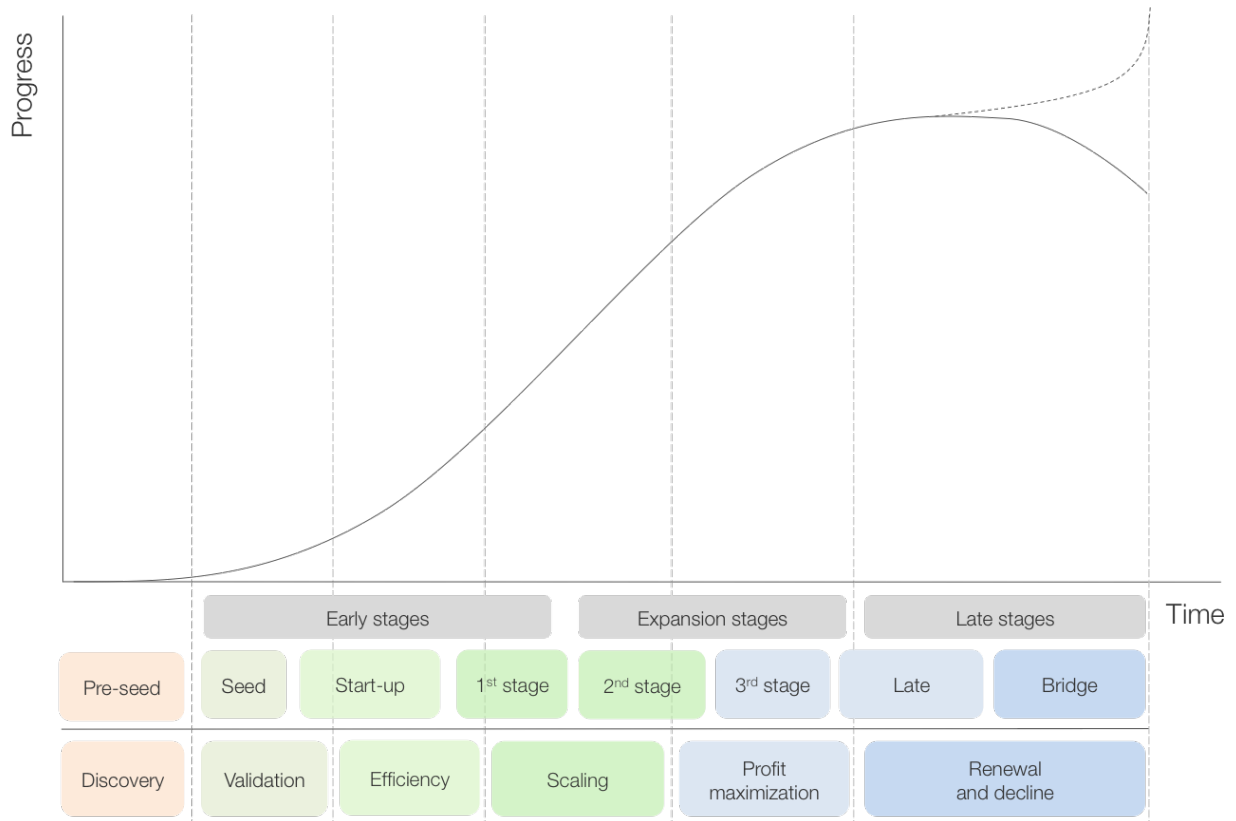 Progress
Early stages
Expansion stages
Late stages
Time
Pre-seed
Seed
Start-up
1st stage
2nd stage
3rd stage
Late
Bridge
Discovery
Validation
Efficiency
Scaling
Profit
maximization
Renewal
and decline